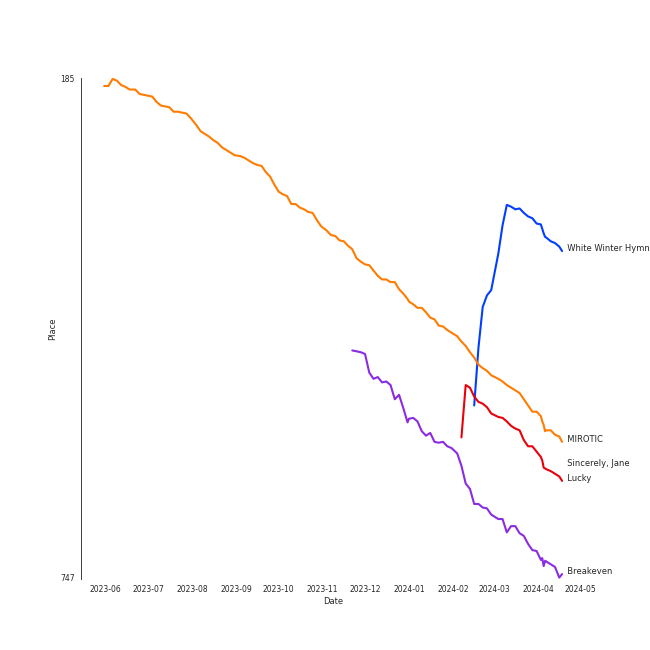 185
White Winter Hymn
Place
MIROTIC
Sincerely, Jane
Lucky
Breakeven
747
2023-06 2023-07 2023-08 2023-09 2023-10 2023-11 2023-12 2024-01 2024-02 2024-03 2024-04 2024-05
Date